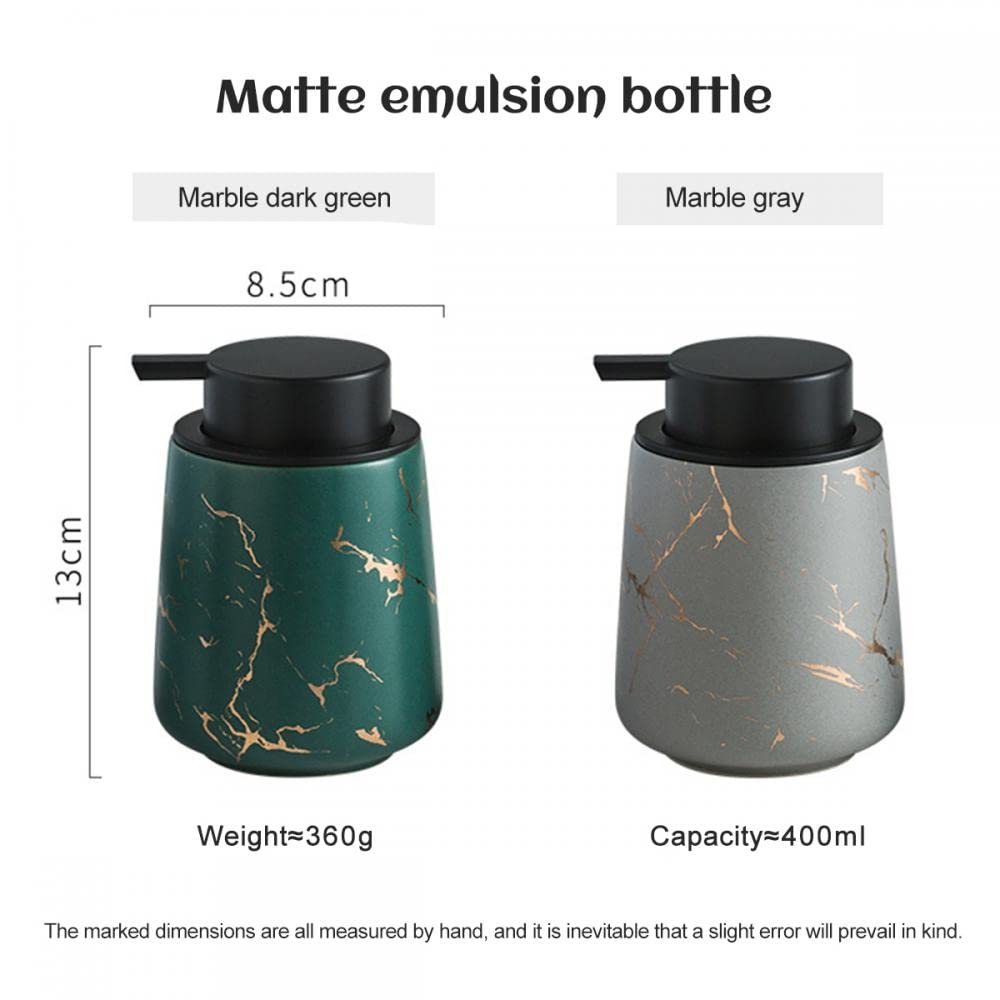 Matte emulsion bottle
Marble dark green
Marble gray
8.5cm
13cm
Weight≈360g
Capacity≈400ml
The marked dimensions are all measured by hand, and it is inevitable that a slight error will prevail in kind.